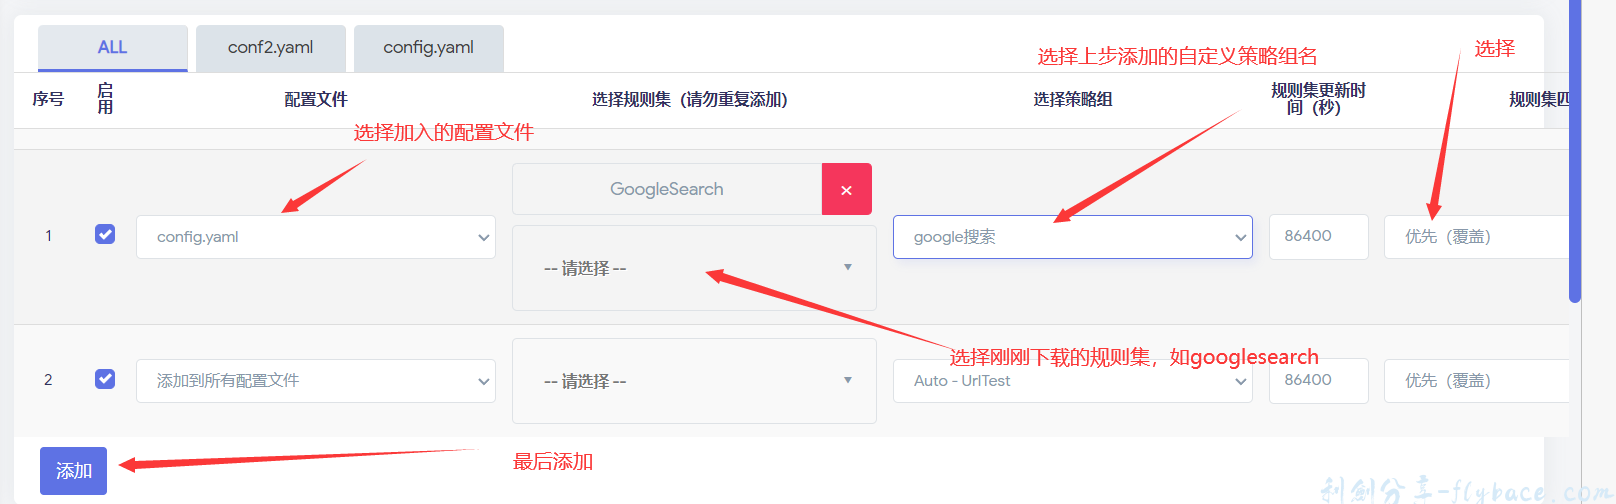 ALL
conf2.yaml
config.yaml
选择上步添加的自定义策略组名
选择
序号
启
用
配置文件
选择规则集（请勿重复添加）
选择策略组
规则集更新时
间（秒）
规则集匹
选择加入的配置文件
GoogleSearch
×
1
config.yaml
-- 请选择 --
google搜索
86400
优先（覆盖）
选择刚刚下载的规则集，如googlesearch
2
添加到所有配置文件
-- 请选择 --
Auto - UrlTest
86400
优先（覆盖）
添加
最后添加
利剑分享-flybace.com